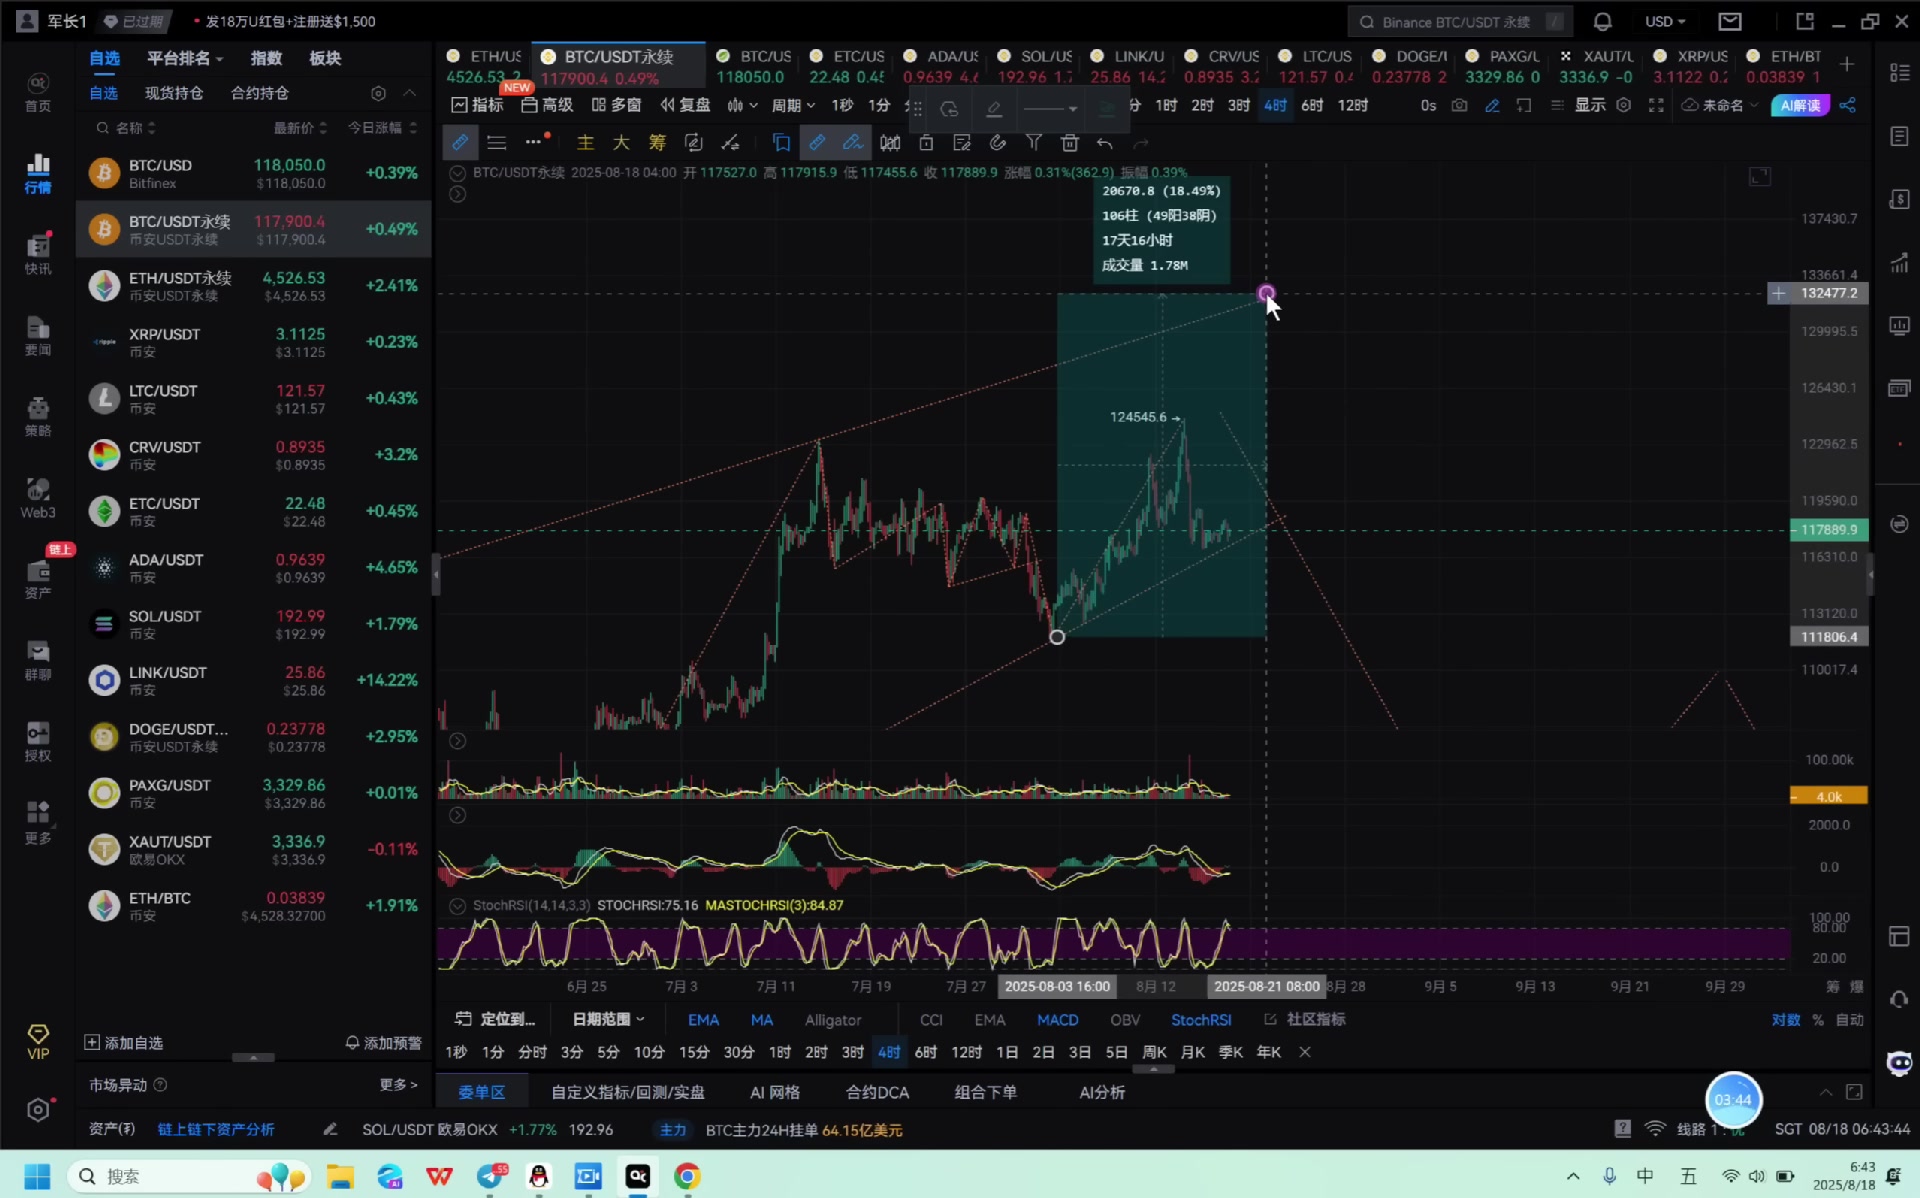 军长1 已过期 • 发18万U红包+注册送$1,500
Binance BTC/USDT 永续 / USD
自选 平台排名 指数 板块
自选 现货持仓 合约持仓
名称 最新价 今日涨幅
BTC/USD 118,050.0 +0.39%
Bitfinex $118,050.0
BTC/USDT永续 117,900.4 +0.49%
币安USDT永续 $117,900.4
ETH/USDT永续 4,526.53 +2.41%
币安USDT永续 $4,526.53
XRP/USDT 3.1125 +0.23%
币安 $3.1125
LTC/USDT 121.57 +0.43%
币安 $121.57
CRV/USDT 0.8935 +3.2%
币安 $0.8935
ETC/USDT 22.48 +0.45%
币安 $22.48
ADA/USDT 0.9639 +4.65%
币安 $0.9639
SOL/USDT 192.99 +1.79%
币安 $192.99
LINK/USDT 25.86 +14.22%
币安 $25.86
DOGE/USDT... 0.23778 +2.95%
币安USDT永续 $0.23778
PAXG/USDT 3,329.86 +0.01%
币安 $3,329.86
XAUT/USDT 3,336.9 -0.11%
欧易OKX $3,336.9
ETH/BTC 0.03839 +1.91%
币安 $4,528.32700
添加自选 添加预警
市场异动 更多 >
首页
行情
快讯
要闻
策略
Web3
链上
资产
群聊
授权
更多
VIP
ETH/US BTC/USDT永续 BTC/US ETC/US ADA/US SOL/US LINK/U CRV/US LTC/US DOGE/I PAXG/L XAUT/L XRP/US ETH/BT
4526.53 2 117900.4 0.49% 118050.0 22.48 0.45 0.9639 4.6 192.96 1.7 25.86 14.2 0.8935 3.2 121.57 0.4 0.23778 2 3329.86 0 3336.9 -0 3.1122 0.2 0.03839 1
NEW
指标 高级 多窗 复盘 周期 1秒 1分 1时 2时 3时 4时 6时 12时 0s 显示 未命名 AI解读
主 大 筹
BTC/USDT永续 2025-08-18 04:00 开 117527.0 高 117915.9 低 117455.6 收 117889.9 涨幅 0.31%(362.9) 振幅 0.39%
20670.8 (18.49%)
106柱 (49阳38阴)
17天16小时
成交量 1.78M
124545.6
137430.7
133661.4
132477.2
129995.5
126430.1
122962.5
119590.0
117889.9
116310.0
113120.0
111806.4
110017.4
100.00k
4.0k
2000.0
0.0
StochRSI(14,14,3,3) STOCHRSI:75.16 MASTOCHRSI(3):84.87
100.00
80.00
20.00
6月 25 7月 3 7月 11 7月 19 7月 27 2025-08-03 16:00 8月 12 2025-08-21 08:00 8月 28 9月 5 9月 13 9月 21 9月 29 筹 爆
定位到... 日期范围 EMA MA Alligator CCI EMA MACD OBV StochRSI 社区指标 对数 % 自动
1秒 1分 分时 3分 5分 10分 15分 30分 1时 2时 3时 4时 6时 12时 1日 2日 3日 5日 周K 月K 季K 年K
委单区 自定义指标/回测/实盘 AI 网格 合约DCA 组合下单 AI分析
03:44
资产(₮) 链上链下资产分析 SOL/USDT 欧易OKX +1.77% 192.96 主力 BTC主力24H挂单 64.15亿美元 线路 1 SGT 08/18 06:43:44
搜索 55 中 五 6:43
2025/8/18